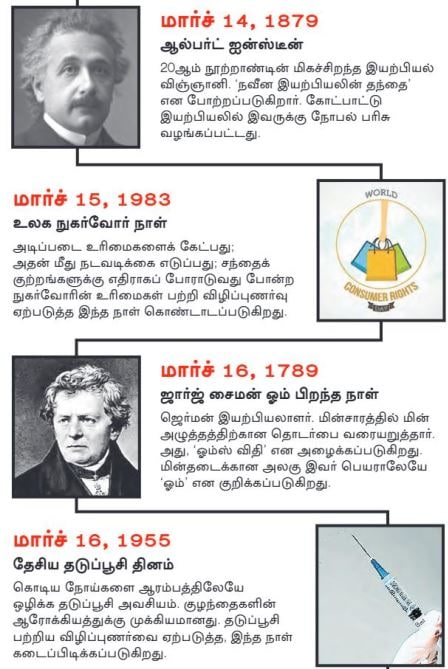 மார்ச் 14, 1879
ஆல்பர்ட் ஐன்ஸ்டீன்
20ஆம் நூற்றாண்டின் மிகச்சிறந்த இயற்பியல்
விஞ்ஞானி. 'நவீன இயற்பியலின் தந்தை'
என போற்றப்படுகிறார். கோட்பாட்டு
இயற்பியலில் இவருக்கு நோபல் பரிசு
வழங்கப்பட்டது.
மார்ச் 15, 1983
உலக நுகர்வோர் நாள்
அடிப்படை உரிமைகளைக் கேட்பது;
அதன் மீது நடவடிக்கை எடுப்பது; சந்தைக்
குற்றங்களுக்கு எதிராகப் போராடுவது போன்ற
நுகர்வோரின் உரிமைகள் பற்றி விழிப்புணர்வு
ஏற்படுத்த இந்த நாள் கொண்டாடப்படுகிறது.
WORLD
CONSUMER RIGHTS
DAY
மார்ச் 16, 1789
ஜார்ஜ் சைமன் ஓம் பிறந்த நாள்
ஜெர்மன் இயற்பியலாளர். மின்சாரத்தில் மின்
அழுத்தத்திற்கான தொடர்பை வரையறுத்தார்.
அது, 'ஓம்ஸ் விதி' என அழைக்கப்படுகிறது.
மின்தடைக்கான அலகு இவர் பெயராலேயே
'ஓம்' என குறிக்கப்படுகிறது.
மார்ச் 16, 1955
தேசிய தடுப்பூசி தினம்
கொடிய நோய்களை ஆரம்பத்திலேயே
ஒழிக்க தடுப்பூசி அவசியம். குழந்தைகளின்
ஆரோக்கியத்துக்கு முக்கியமானது. தடுப்பூசி
பற்றிய விழிப்புணர்வை ஏற்படுத்த, இந்த நாள்
கடைப்பிடிக்கப்படுகிறது.